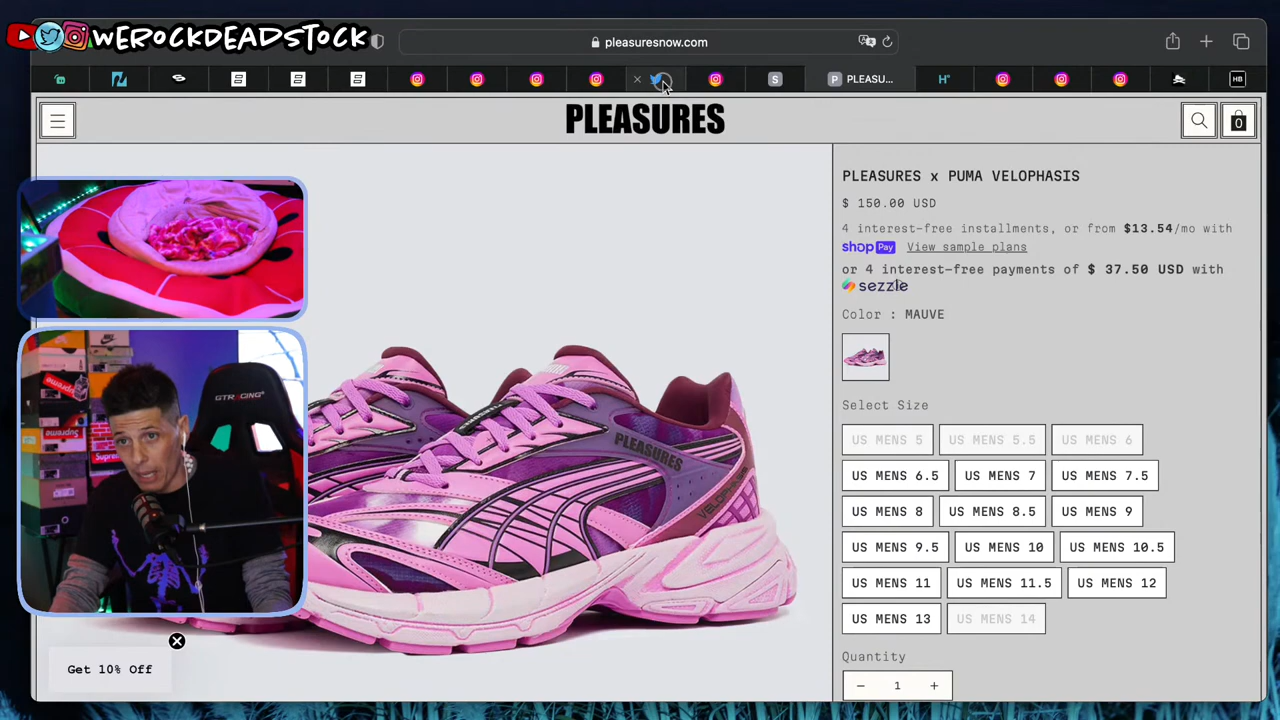 WEROCKDEADSTOCK
pleasuresnow.com
PLEASU...
PLEASURES
0
PLEASURES x PUMA VELOPHASIS
$ 150.00 USD
4 interest-free installments, or from $13.54/mo with
shop Pay View sample plans
or 4 interest-free payments of $ 37.50 USD with
sezzle
Color : MAUVE
Select Size
US MENS 5 US MENS 5.5 US MENS 6
US MENS 6.5 US MENS 7 US MENS 7.5
US MENS 8 US MENS 8.5 US MENS 9
US MENS 9.5 US MENS 10 US MENS 10.5
US MENS 11 US MENS 11.5 US MENS 12
US MENS 13 US MENS 14
Quantity
− 1 +
PLEASURES
VELOPHASIS
GTRACING
Supreme
Supreme
Get 10% Off
S
P
H
HB